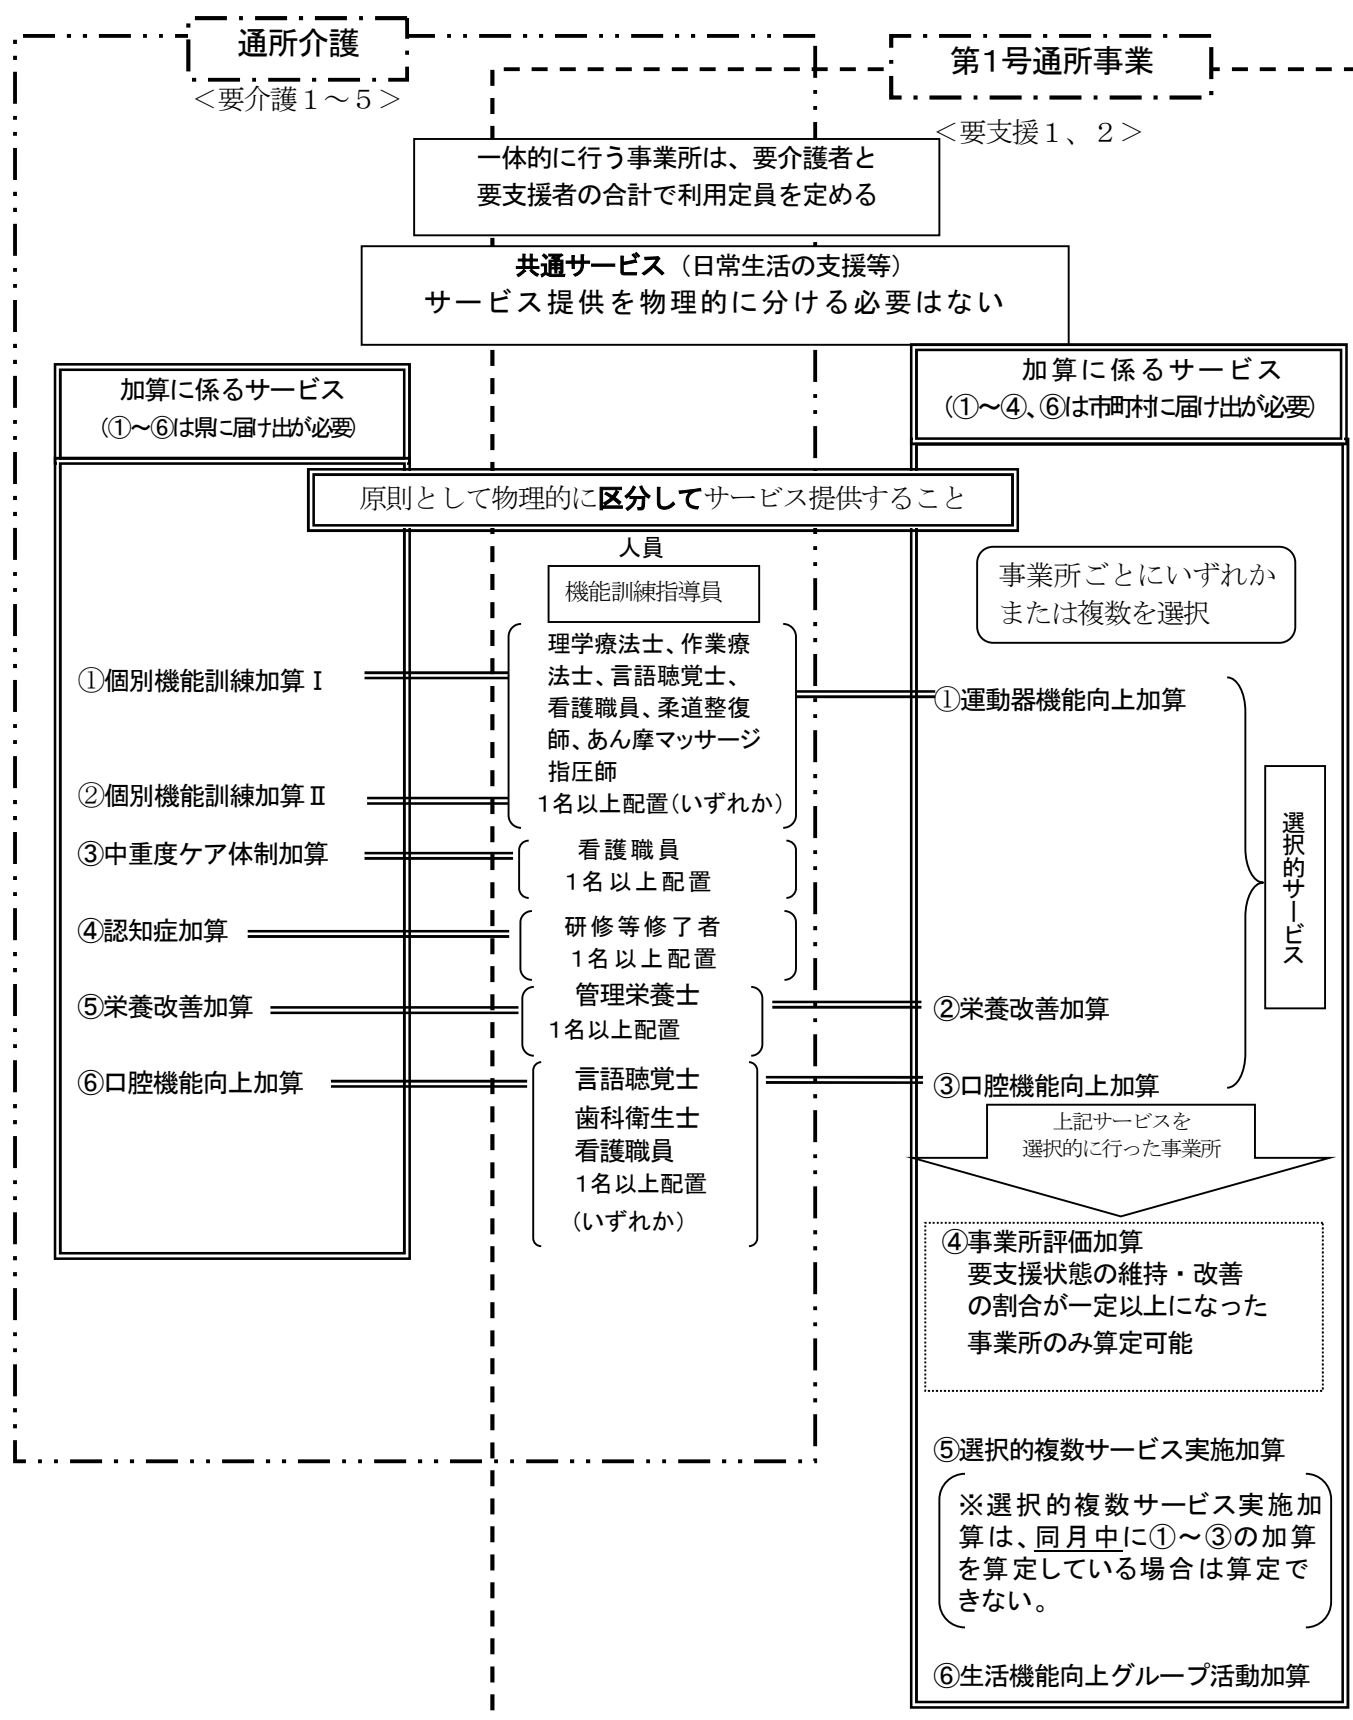 通所介護
＜要介護１～５＞
第1号通所事業
＜要支援１、２＞
一体的に行う事業所は、要介護者と
要支援者の合計で利用定員を定める
共通サービス（日常生活の支援等）
サービス提供を物理的に分ける必要はない
加算に係るサービス
(①～⑥は県に届け出が必要)
加算に係るサービス
(①～④、⑥は市町村に届け出が必要)
原則として物理的に区分してサービス提供すること
人員
機能訓練指導員
理学療法士、作業療
法士、言語聴覚士、
看護職員、柔道整復
師、あん摩マッサージ
指圧師
1名以上配置（いずれか）
事業所ごとにいずれか
または複数を選択
①個別機能訓練加算Ⅰ
②個別機能訓練加算Ⅱ
③中重度ケア体制加算
④認知症加算
⑤栄養改善加算
⑥口腔機能向上加算
看護職員
1名以上配置
研修等修了者
1名以上配置
管理栄養士
1名以上配置
言語聴覚士
歯科衛生士
看護職員
1名以上配置
（いずれか）
①運動器機能向上加算
②栄養改善加算
③口腔機能向上加算
選択的サービス
上記サービスを
選択的に行った事業所
④事業所評価加算
要支援状態の維持・改善
の割合が一定以上になった
事業所のみ算定可能
⑤選択的複数サービス実施加算
※選択的複数サービス実施加
算は、同月中に①～③の加算
を算定している場合は算定で
きない。
⑥生活機能向上グループ活動加算